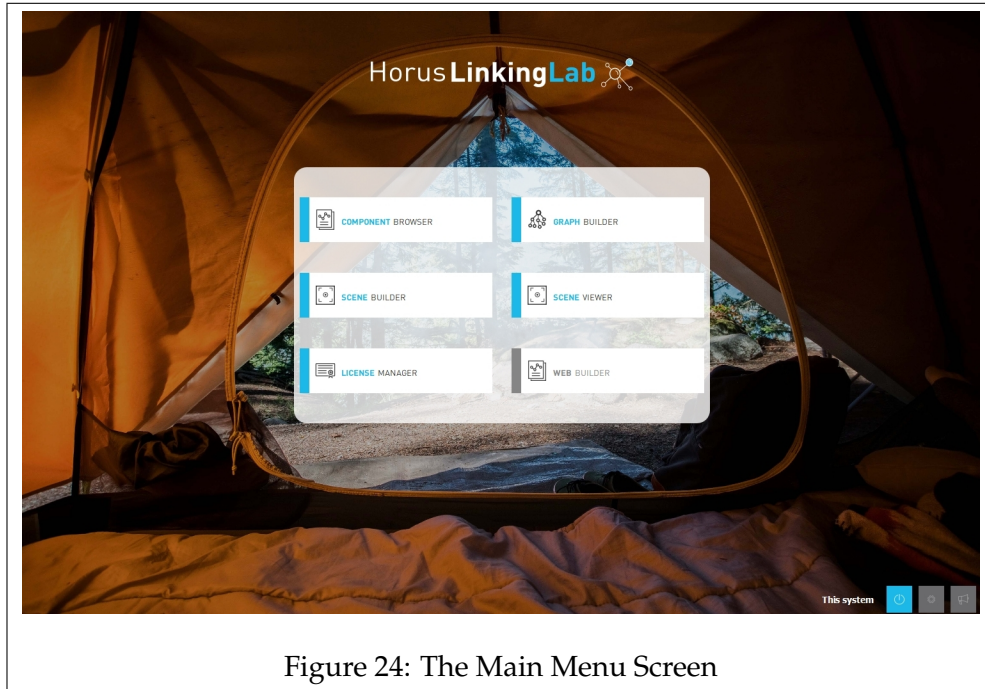 Horus LinkingLab
COMPONENT BROWSER
GRAPH BUILDER
SCENE BUILDER
SCENE VIEWER
LICENSE MANAGER
WEB BUILDER
This system
Figure 24: The Main Menu Screen